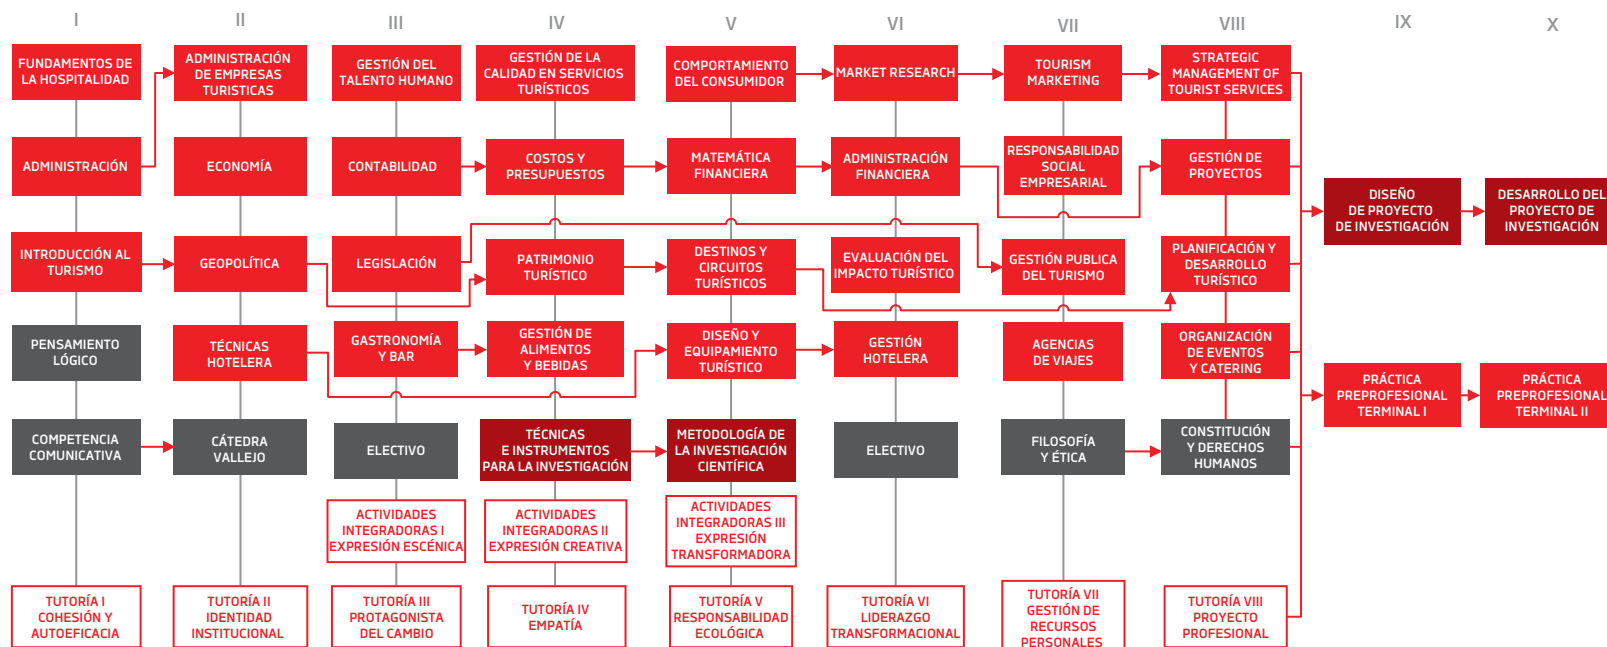 I
II
III
IV
V
VI
VII
VIII
IX
X
FUNDAMENTOS DE
LA HOSPITALIDAD
ADMINISTRACIÓN
DE EMPRESAS
TURISTICAS
GESTIÓN DEL
TALENTO HUMANO
GESTIÓN DE LA
CALIDAD EN SERVICIOS
TURÍSTICOS
COMPORTAMIENTO
DEL CONSUMIDOR
MARKET RESEARCH
TOURISM
MARKETING
STRATEGIC
MANAGEMENT OF
TOURIST SERVICES
ADMINISTRACIÓN
ECONOMÍA
CONTABILIDAD
COSTOS Y
PRESUPUESTOS
MATEMÁTICA
FINANCIERA
ADMINISTRACIÓN
FINANCIERA
RESPONSABILIDAD
SOCIAL
EMPRESARIAL
GESTIÓN DE
PROYECTOS
DISEÑO
DE PROYECTO
DE INVESTIGACIÓN
DESARROLLO DEL
PROYECTO DE
INVESTIGACIÓN
INTRODUCCIÓN AL
TURISMO
GEOPOLÍTICA
LEGISLACIÓN
PATRIMONIO
TURÍSTICO
DESTINOS Y
CIRCUITOS
TURÍSTICOS
EVALUACIÓN DEL
IMPACTO TURÍSTICO
GESTIÓN PUBLICA
DEL TURISMO
PLANIFICACIÓN Y
DESARROLLO
TURÍSTICO
PENSAMIENTO
LÓGICO
TÉCNICAS
HOTELERA
GASTRONOMÍA
Y BAR
GESTIÓN DE
ALIMENTOS
Y BEBIDAS
DISEÑO Y
EQUIPAMIENTO
TURÍSTICO
GESTIÓN
HOTELERA
AGENCIAS
DE VIAJES
ORGANIZACIÓN
DE EVENTOS
Y CATERING
PRÁCTICA
PREPROFESIONAL
TERMINAL I
PRÁCTICA
PREPROFESIONAL
TERMINAL II
COMPETENCIA
COMUNICATIVA
CÁTEDRA
VALLEJO
ELECTIVO
TÉCNICAS
E INSTRUMENTOS
PARA LA INVESTIGACIÓN
METODOLOGÍA DE
LA INVESTIGACIÓN
CIENTÍFICA
ELECTIVO
FILOSOFÍA
Y ÉTICA
CONSTITUCIÓN
Y DERECHOS
HUMANOS
ACTIVIDADES
INTEGRADORAS I
EXPRESIÓN ESCÉNICA
ACTIVIDADES
INTEGRADORAS II
EXPRESIÓN CREATIVA
ACTIVIDADES
INTEGRADORAS III
EXPRESIÓN
TRANSFORMADORA
TUTORÍA I
COHESIÓN Y
AUTOEFICACIA
TUTORÍA II
IDENTIDAD
INSTITUCIONAL
TUTORÍA III
PROTAGONISTA
DEL CAMBIO
TUTORÍA IV
EMPATÍA
TUTORÍA V
RESPONSABILIDAD
ECOLÓGICA
TUTORÍA VI
LIDERAZGO
TRANSFORMACIONAL
TUTORÍA VII
GESTIÓN DE
RECURSOS
PERSONALES
TUTORÍA VIII
PROYECTO
PROFESIONAL